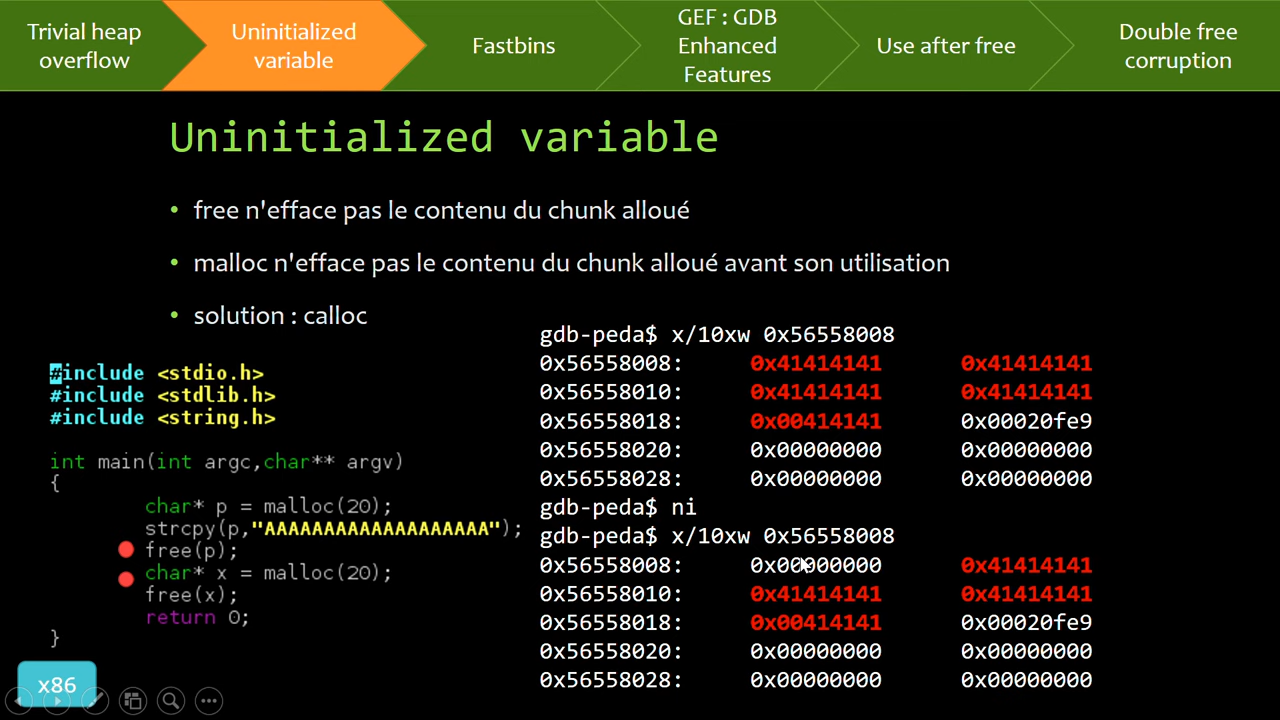 Trivial heap
overflow
Uninitialized
variable
Fastbins
GEF : GDB
Enhanced
Features
Use after free
Double free
corruption
Uninitialized variable
• free n'efface pas le contenu du chunk alloué
• malloc n'efface pas le contenu du chunk alloué avant son utilisation
• solution : calloc
#include <stdio.h>
#include <stdlib.h>
#include <string.h>
int main(int argc,char** argv)
{
char* p = malloc(20);
strcpy(p,"AAAAAAAAAAAAAAAAAAA");
free(p);
char* x = malloc(20);
free(x);
return 0;
}
x86
gdb-peda$ x/10xw 0x56558008
0x56558008: 0x41414141 0x41414141
0x56558010: 0x41414141 0x41414141
0x56558018: 0x00414141 0x00020fe9
0x56558020: 0x00000000 0x00000000
0x56558028: 0x00000000 0x00000000
gdb-peda$ ni
gdb-peda$ x/10xw 0x56558008
0x56558008: 0x00000000 0x41414141
0x56558010: 0x41414141 0x41414141
0x56558018: 0x00414141 0x00020fe9
0x56558020: 0x00000000 0x00000000
0x56558028: 0x00000000 0x00000000